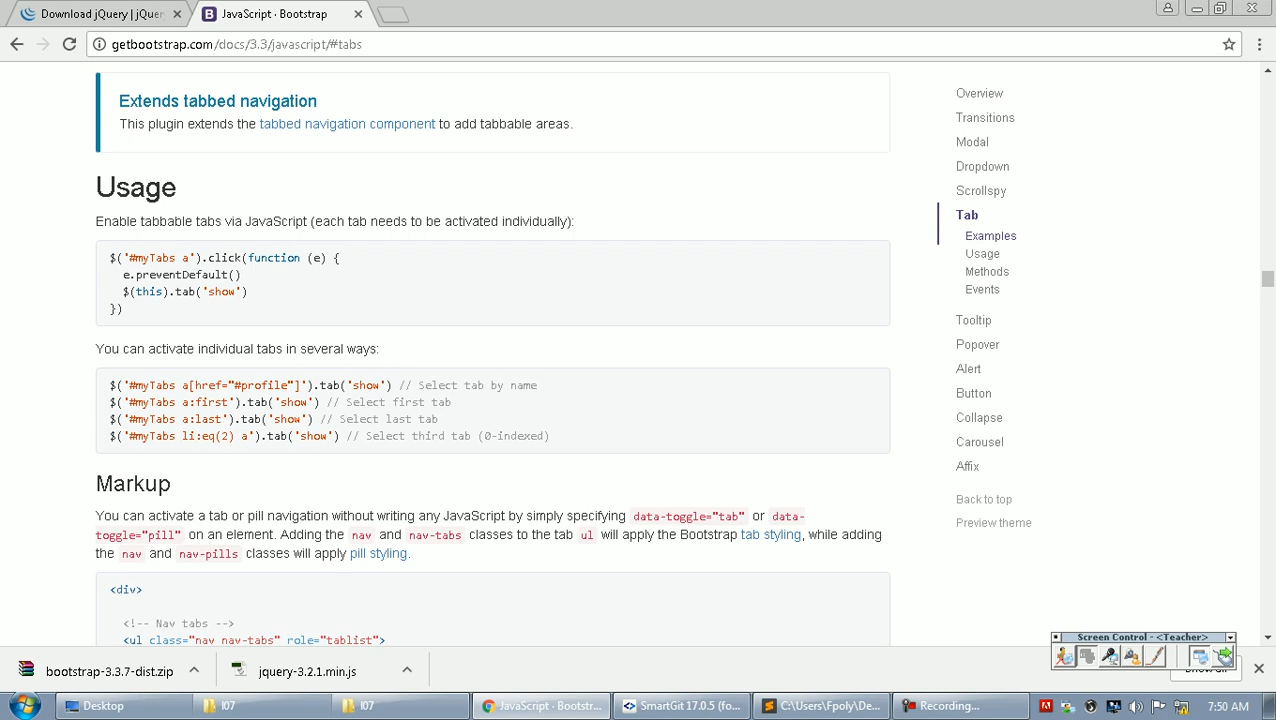 Download jQuery | jQuer
JavaScript · Bootstrap
getbootstrap.com/docs/3.3/javascript/#tabs
Extends tabbed navigation
This plugin extends the tabbed navigation component to add tabbable areas.
Usage
Enable tabbable tabs via JavaScript (each tab needs to be activated individually):
$('#myTabs a').click(function (e) {
e.preventDefault()
$(this).tab('show')
})
You can activate individual tabs in several ways:
$('#myTabs a[href="#profile"]').tab('show') // Select tab by name
$('#myTabs a:first').tab('show') // Select first tab
$('#myTabs a:last').tab('show') // Select last tab
$('#myTabs li:eq(2) a').tab('show') // Select third tab (0-indexed)
Markup
You can activate a tab or pill navigation without writing any JavaScript by simply specifying data-toggle="tab" or data-
toggle="pill" on an element. Adding the nav and nav-tabs classes to the tab ul will apply the Bootstrap tab styling, while adding
the nav and nav-pills classes will apply pill styling.
<div>
<!-- Nav tabs -->
<ul class="nav nav-tabs" role="tablist">
Overview
Transitions
Modal
Dropdown
Scrollspy
Tab
Examples
Usage
Methods
Events
Tooltip
Popover
Alert
Button
Collapse
Carousel
Affix
Back to top
Preview theme
Screen Control - <Teacher>
bootstrap-3.3.7-dist.zip
jquery-3.2.1.min.js
Desktop
l07
l07
JavaScript · Bootstr...
SmartGit 17.0.5 (fo...
C:\Users\Fpoly\De...
Recording...
7:50 AM